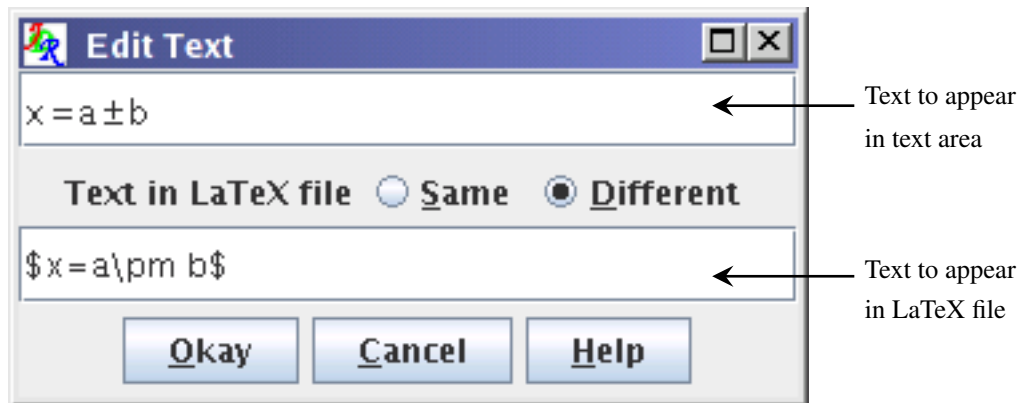 Edit Text
x=a±b
Text to appear
in text area
Text in LaTeX file Same Different
$x=a\pm b$
Text to appear
in LaTeX file
Okay Cancel Help